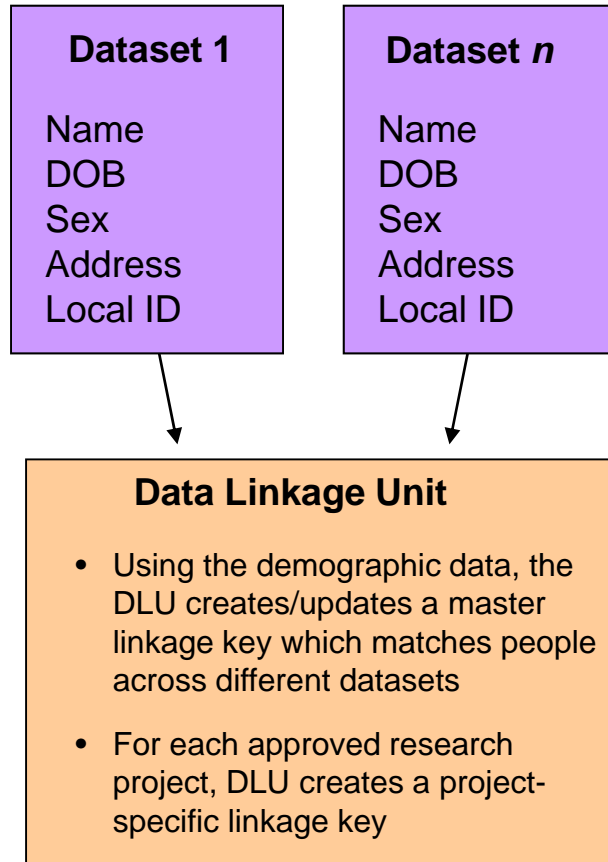 Dataset 1
Name
DOB
Sex
Address
Local ID
Dataset n
Name
DOB
Sex
Address
Local ID
Data Linkage Unit
• Using the demographic data, the
DLU creates/updates a master
linkage key which matches people
across different datasets
• For each approved research
project, DLU creates a project-
specific linkage key